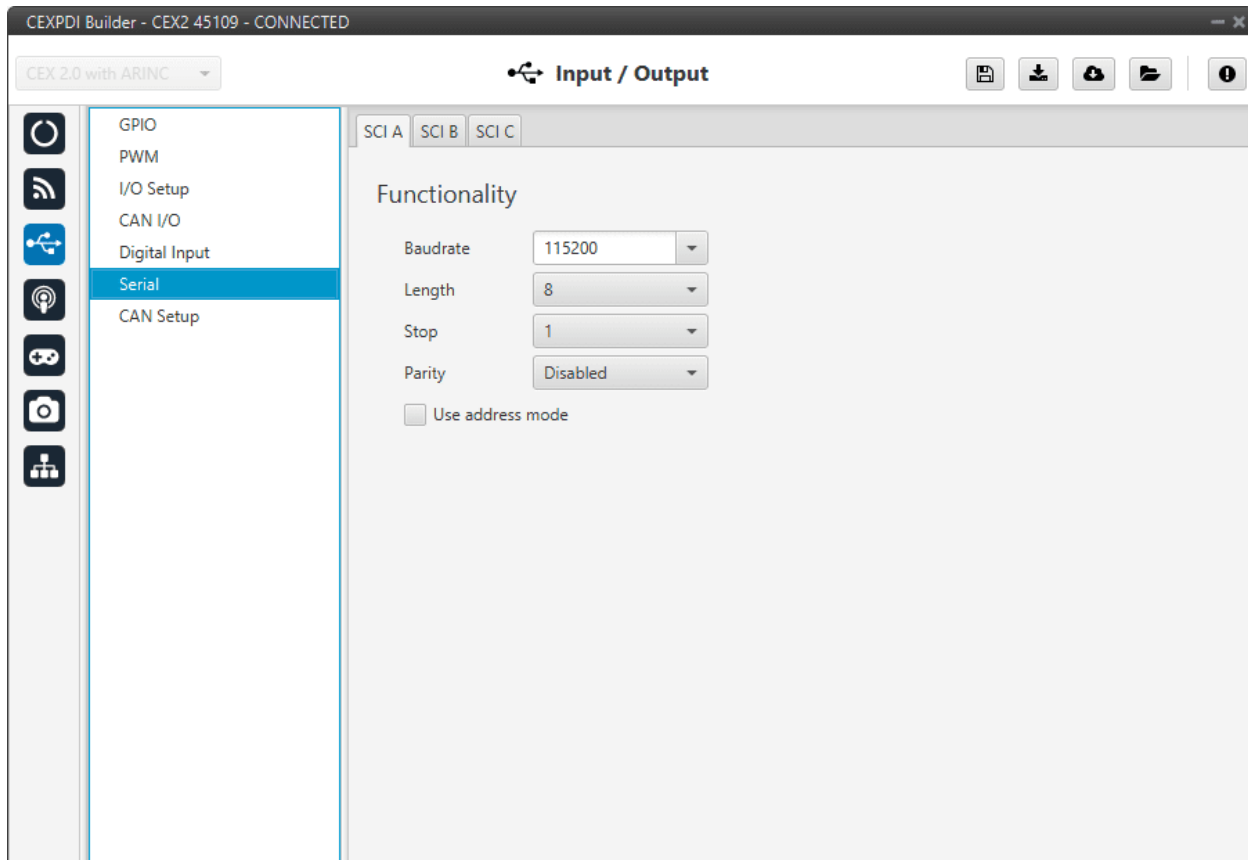 CEXPDI Builder - CEX2 45109 - CONNECTED
CEX 2.0 with ARINC
Input / Output
GPIO
PWM
I/O Setup
CAN I/O
Digital Input
Serial
CAN Setup
SCI A SCI B SCI C
Functionality
Baudrate 115200
Length 8
Stop 1
Parity Disabled
Use address mode